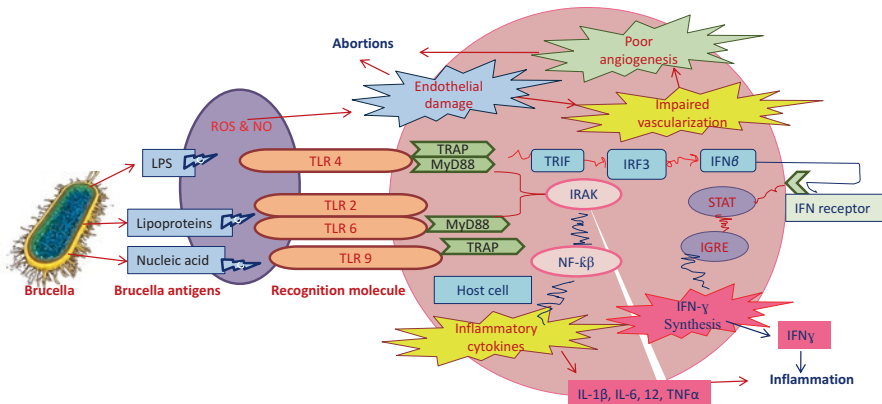 Abortions
Poor
angiogenesis
Endothelial
damage
Impaired
vascularization
ROS & NO
LPS
TLR 4
TRAP
MyD88
TRIF
IRF3
IFNβ
TLR 2
IRAK
STAT
IFN receptor
Lipoproteins
TLR 6
MyD88
Nucleic acid
TLR 9
TRAP
NF-k̂β
IGRE
Brucella
Brucella antigens
Recognition molecule
Host cell
Inflammatory
cytokines
IFN-ɣ
Synthesis
IFNɣ
Inflammation
IL-1β, IL-6, 12, TNFα